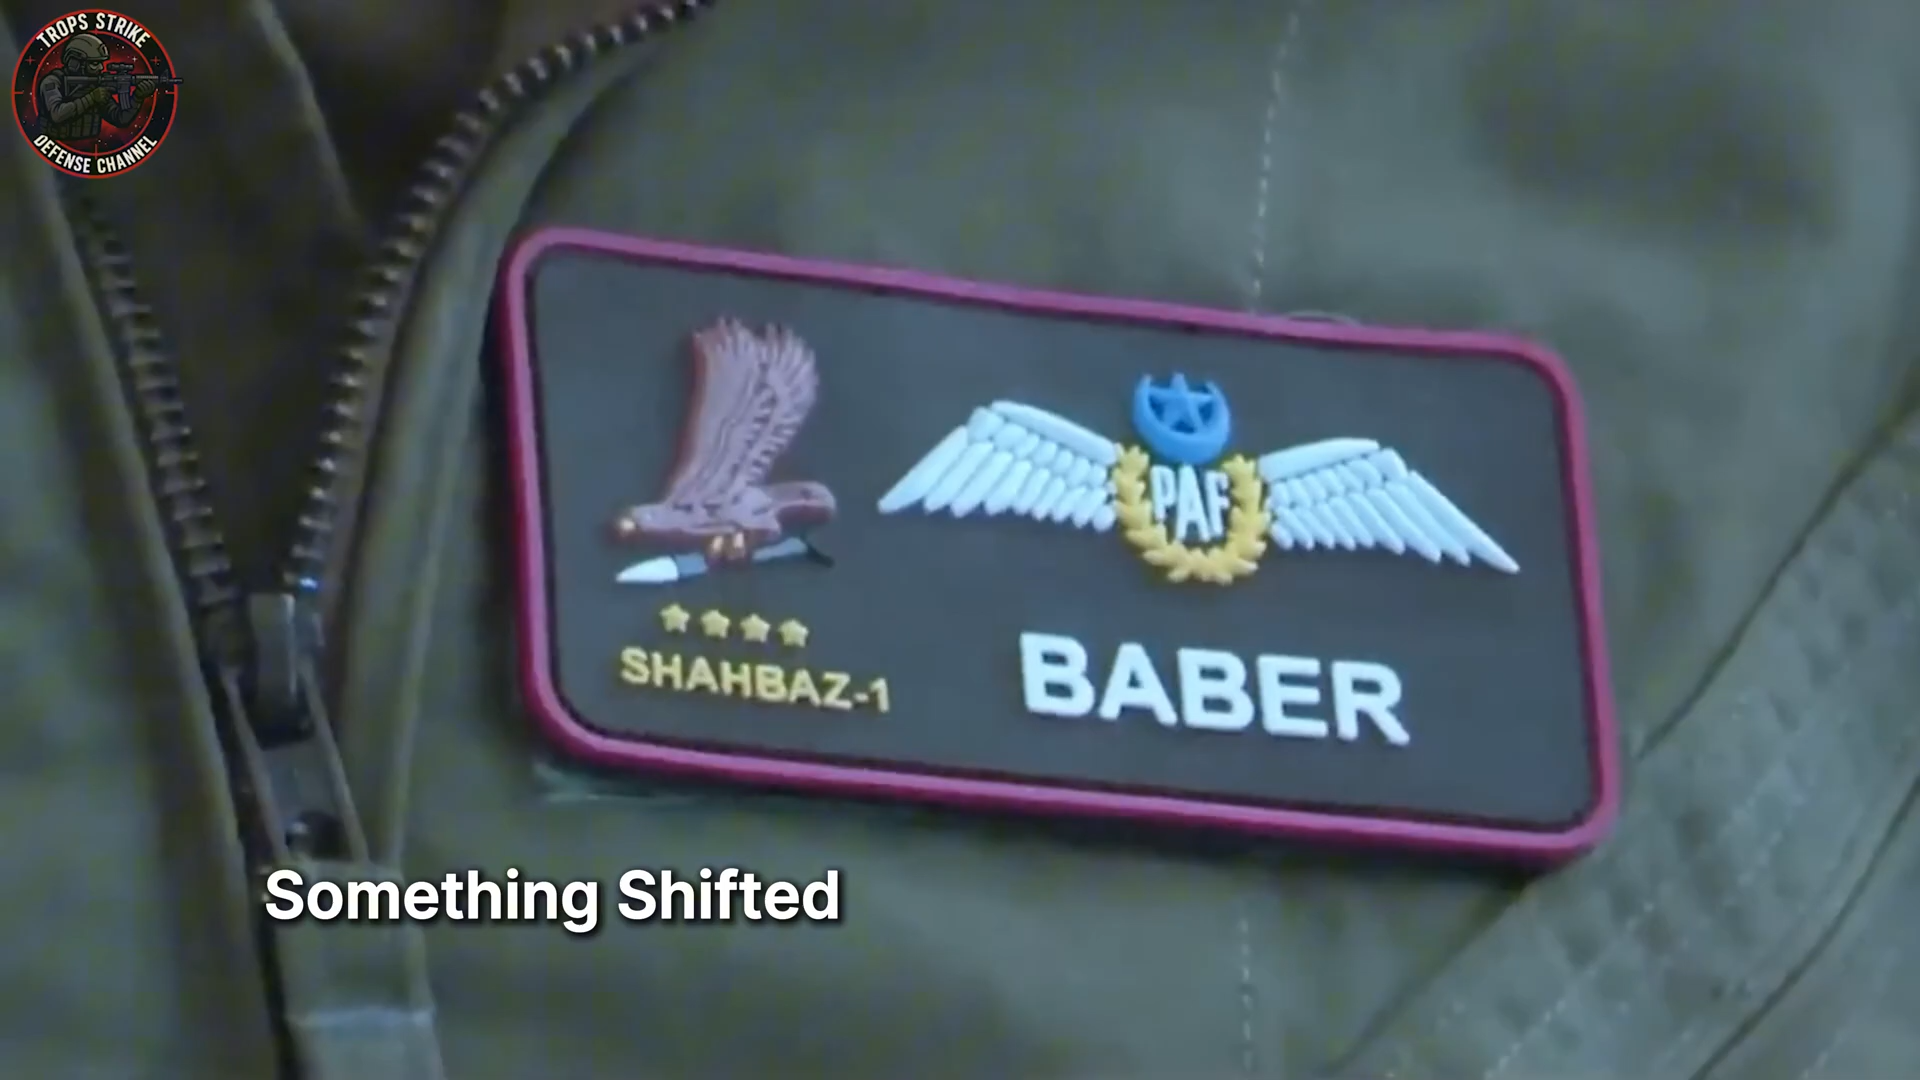 TROPS STRIKE
DEFENSE CHANNEL
PAF
SHAHBAZ-1
BABER
Something Shifted